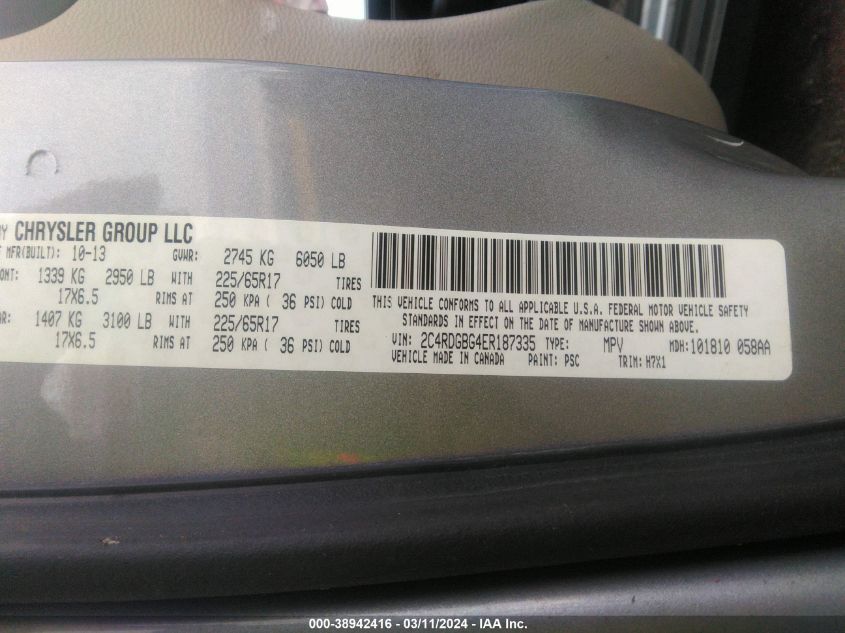 CHRYSLER GROUP LLC
MFR(BUILT): 10-13 GVWR: 2745 KG 6050 LB
1339 KG 2950 LB WITH 225/65R17 TIRES
17X6.5 RIMS AT 250 KPA ( 36 PSI) COLD
1407 KG 3100 LB WITH 225/65R17 TIRES
17X6.5 RIMS AT 250 KPA ( 36 PSI) COLD
THIS VEHICLE CONFORMS TO ALL APPLICABLE U.S.A. FEDERAL MOTOR VEHICLE SAFETY
STANDARDS IN EFFECT ON THE DATE OF MANUFACTURE SHOWN ABOVE.
VIN: 2C4RDGBG4ER187335 TYPE: MPV MDH: 101810 058AA
VEHICLE MADE IN CANADA PAINT: PSC TRIM: H7X1
000-38942416 - 03/11/2024 - IAA Inc.